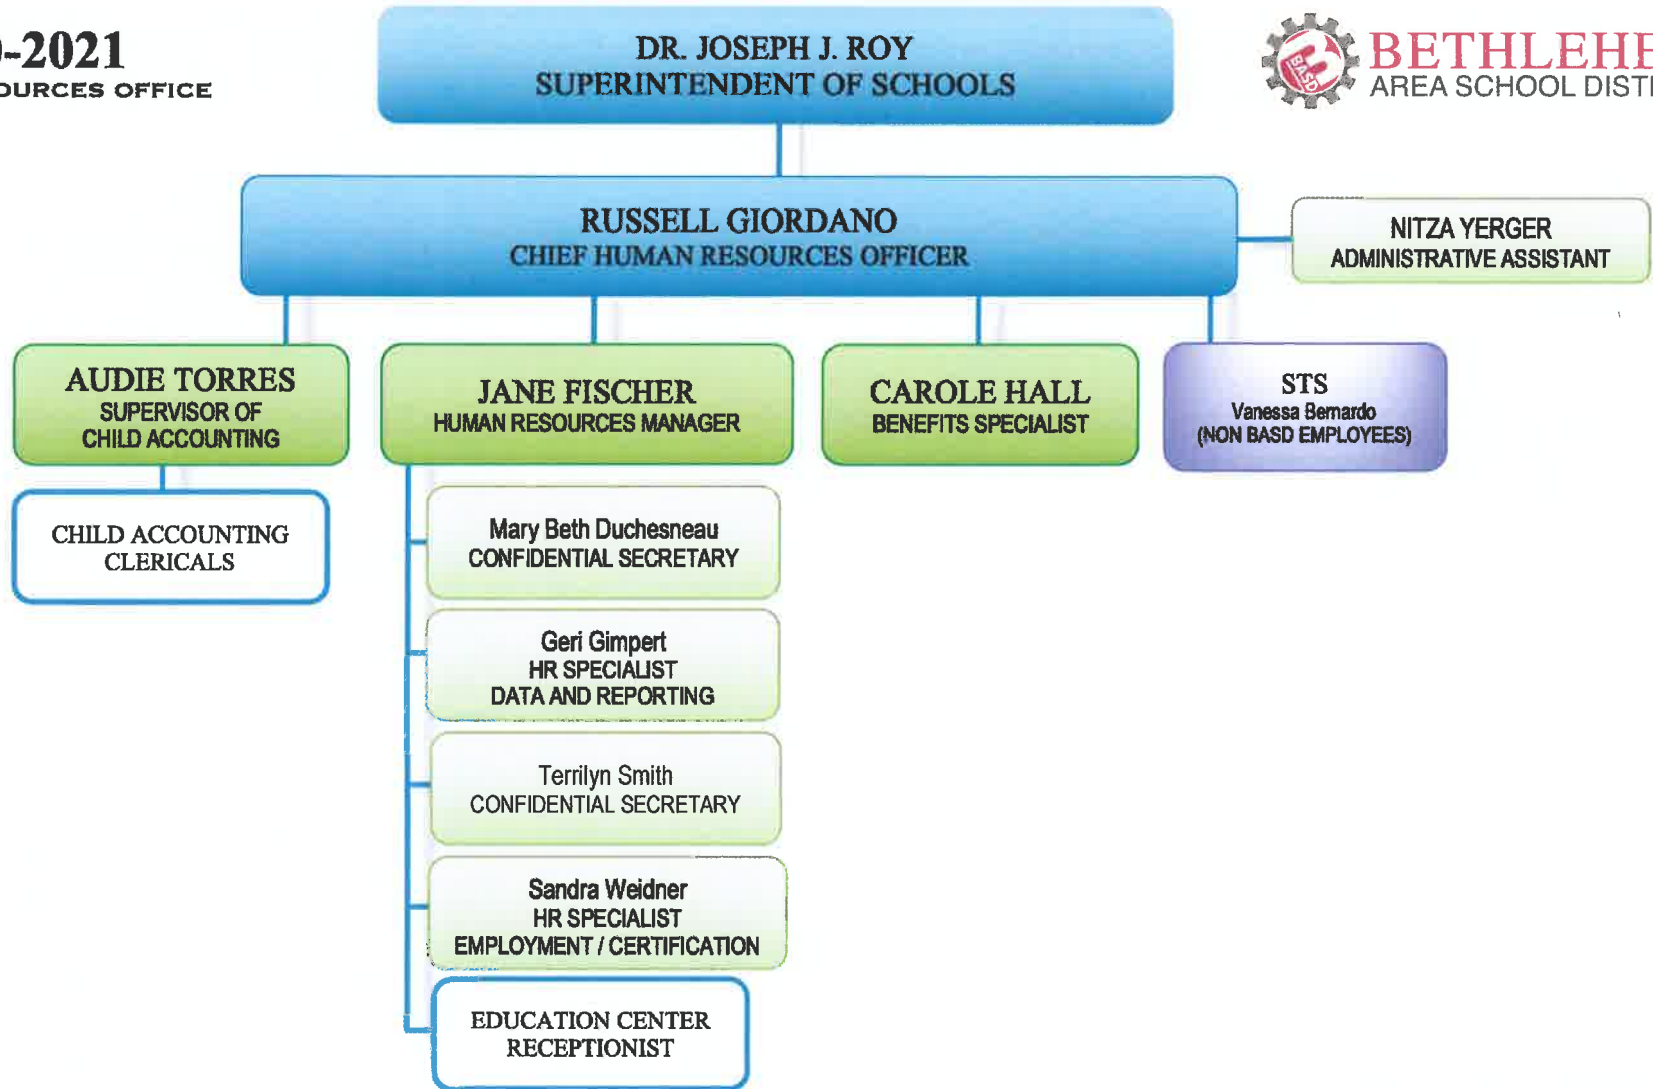 -2021
OURCES OFFICE
BASD
BETHLEHE
AREA SCHOOL DIST
DR. JOSEPH J. ROY
SUPERINTENDENT OF SCHOOLS
RUSSELL GIORDANO
CHIEF HUMAN RESOURCES OFFICER
NITZA YERGER
ADMINISTRATIVE ASSISTANT
AUDIE TORRES
SUPERVISOR OF
CHILD ACCOUNTING
JANE FISCHER
HUMAN RESOURCES MANAGER
CAROLE HALL
BENEFITS SPECIALIST
STS
Vanessa Bernardo
(NON BASD EMPLOYEES)
CHILD ACCOUNTING
CLERICALS
Mary Beth Duchesneau
CONFIDENTIAL SECRETARY
Geri Gimpert
HR SPECIALIST
DATA AND REPORTING
Terrilyn Smith
CONFIDENTIAL SECRETARY
Sandra Weidner
HR SPECIALIST
EMPLOYMENT / CERTIFICATION
EDUCATION CENTER
RECEPTIONIST